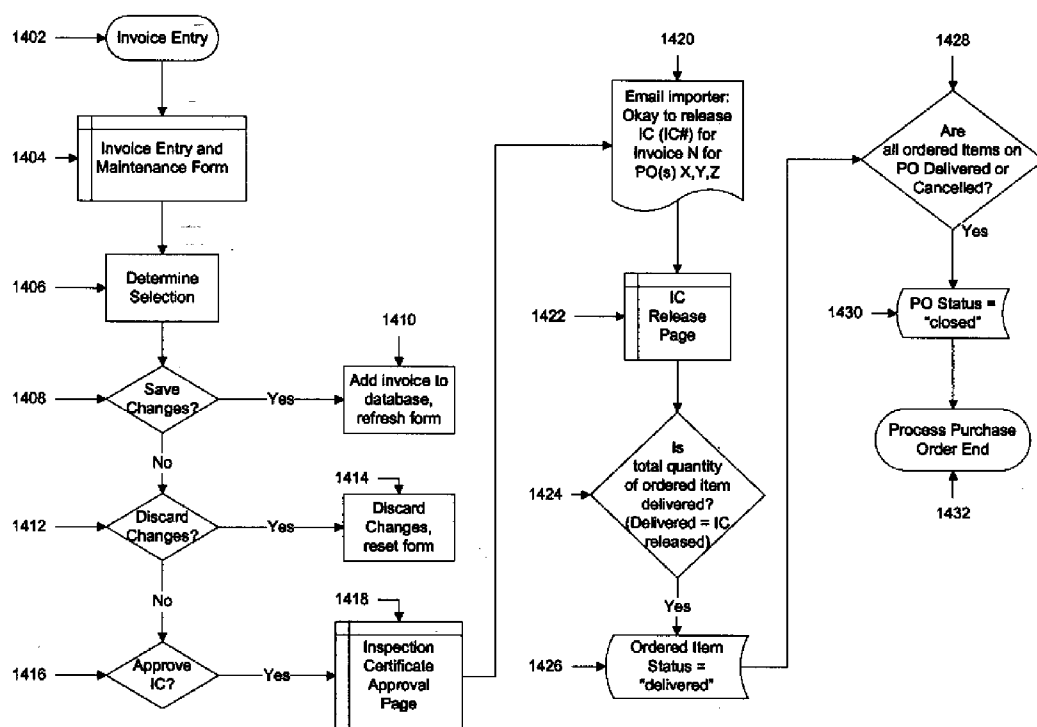 1402
Invoice Entry
1404
Invoice Entry and
Maintenance Form
1406
Determine
Selection
1408
Save
Changes?
Yes
1410
Add invoice to
database,
refresh form
No
1412
Discard
Changes?
Yes
1414
Discard
Changes,
reset form
No
1416
Approve
IC?
Yes
1418
Inspection
Certificate
Approval
Page
1420
Email importer:
Okay to release
IC (IC#) for
Invoice N for
PO(s) X,Y,Z
1422
IC
Release
Page
1424
Is
total quantity
of ordered item
delivered?
(Delivered = IC
released)
Yes
1426
Ordered Item
Status =
"delivered"
1428
Are
all ordered Items on
PO Delivered or
Cancelled?
Yes
1430
PO Status =
"closed"
Process Purchase
Order End
1432